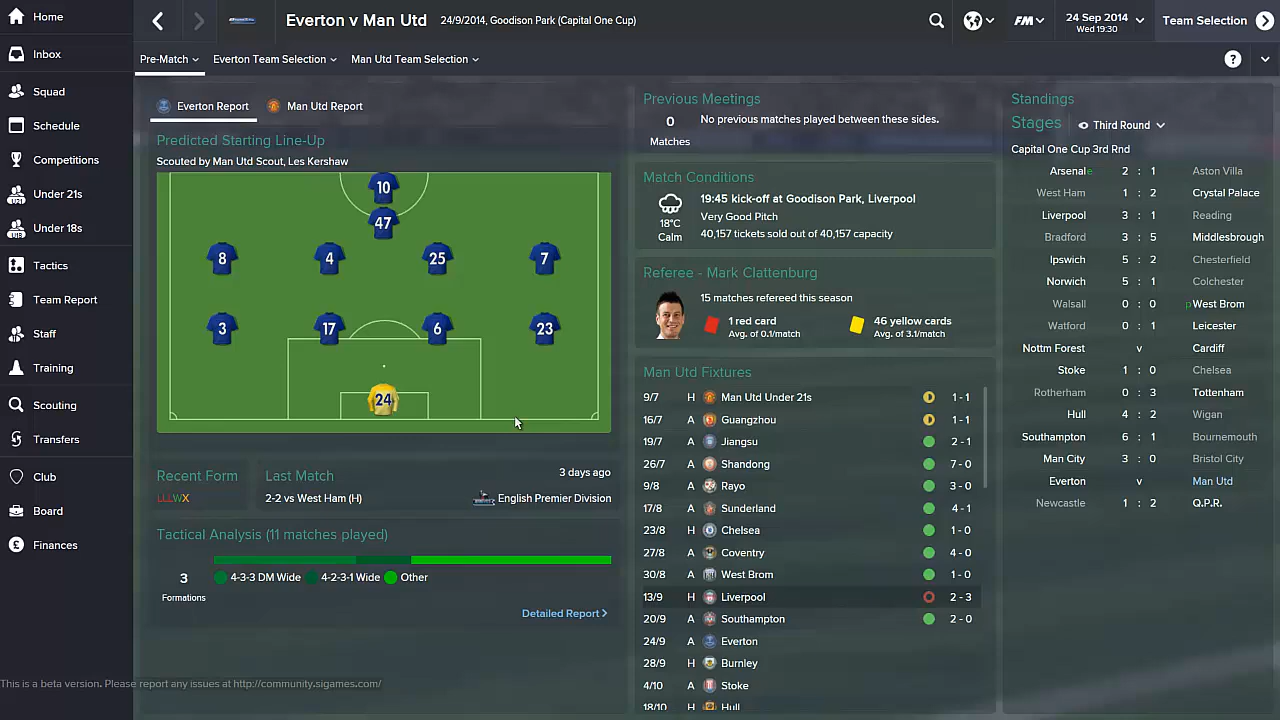 Home
Everton v Man Utd 24/9/2014, Goodison Park (Capital One Cup)
FM
24 Sep 2014
Wed 19:30
Team Selection
Inbox
Squad
Schedule
Competitions
Under 21s
U21
Under 18s
U18
Tactics
Team Report
Staff
Training
Scouting
Transfers
Club
Board
Finances
Pre-Match Everton Team Selection Man Utd Team Selection
?
Everton Report Man Utd Report
Predicted Starting Line-Up
Scouted by Man Utd Scout, Les Kershaw
10
47
8 4 25 7
3 17 6 23
24
Recent Form
LLLWX
Last Match 3 days ago
2-2 vs West Ham (H) English Premier Division
Tactical Analysis (11 matches played)
3
Formations
4-3-3 DM Wide 4-2-3-1 Wide Other
Detailed Report
Previous Meetings
0
Matches
No previous matches played between these sides.
Match Conditions
18°C
Calm
19:45 kick-off at Goodison Park, Liverpool
Very Good Pitch
40,157 tickets sold out of 40,157 capacity
Referee - Mark Clattenburg
15 matches refereed this season
1 red card
Avg. of 0.1/match
46 yellow cards
Avg. of 3.1/match
Man Utd Fixtures
9/7 H Man Utd Under 21s 1-1
16/7 A Guangzhou 1-1
19/7 A Jiangsu 2-1
26/7 A Shandong 7-0
9/8 A Rayo 3-0
17/8 A Sunderland 4-1
23/8 H Chelsea 1-0
27/8 A Coventry 4-0
30/8 A West Brom 1-0
13/9 H Liverpool 2-3
20/9 A Southampton 2-0
24/9 A Everton
28/9 H Burnley
4/10 A Stoke
18/10 H Hull
Standings
Stages Third Round
Capital One Cup 3rd Rnd
Arsenal e 2 : 1 Aston Villa
West Ham 1 : 2 Crystal Palace
Liverpool 3 : 1 Reading
Bradford 3 : 5 Middlesbrough
Ipswich 5 : 2 Chesterfield
Norwich 5 : 1 Colchester
Walsall 0 : 0 p West Brom
Watford 0 : 1 Leicester
Nottm Forest v Cardiff
Stoke 1 : 0 Chelsea
Rotherham 0 : 3 Tottenham
Hull 4 : 2 Wigan
Southampton 6 : 1 Bournemouth
Man City 3 : 0 Bristol City
Everton v Man Utd
Newcastle 1 : 2 Q.P.R.
This is a beta version. Please report any issues at http://community.sigames.com/